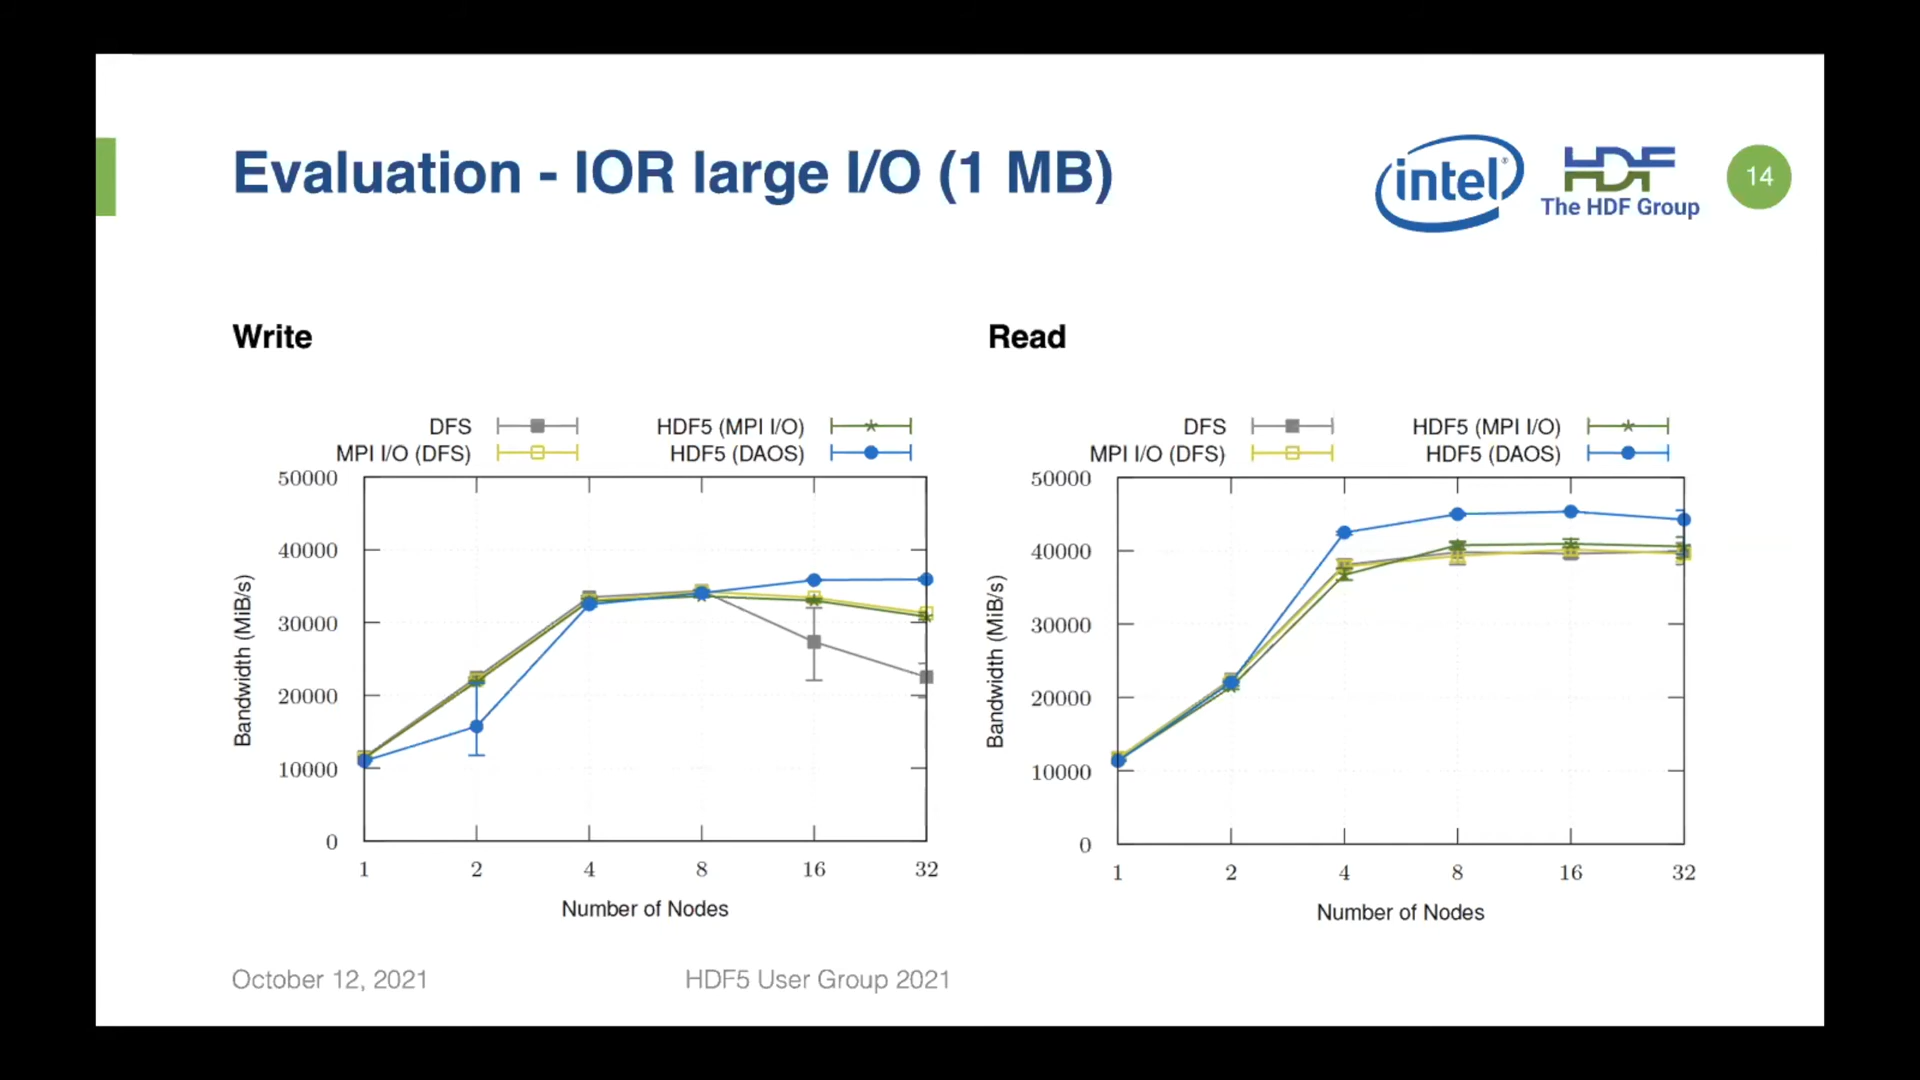 Evaluation - IOR large I/O (1 MB)
intel®
HDF
The HDF Group
14
Write
Read
DFS
HDF5 (MPI I/O)
MPI I/O (DFS)
HDF5 (DAOS)
50000
40000
30000
20000
10000
0
Bandwidth (MiB/s)
1 2 4 8 16 32
Number of Nodes
DFS
HDF5 (MPI I/O)
MPI I/O (DFS)
HDF5 (DAOS)
50000
40000
30000
20000
10000
0
Bandwidth (MiB/s)
1 2 4 8 16 32
Number of Nodes
October 12, 2021
HDF5 User Group 2021